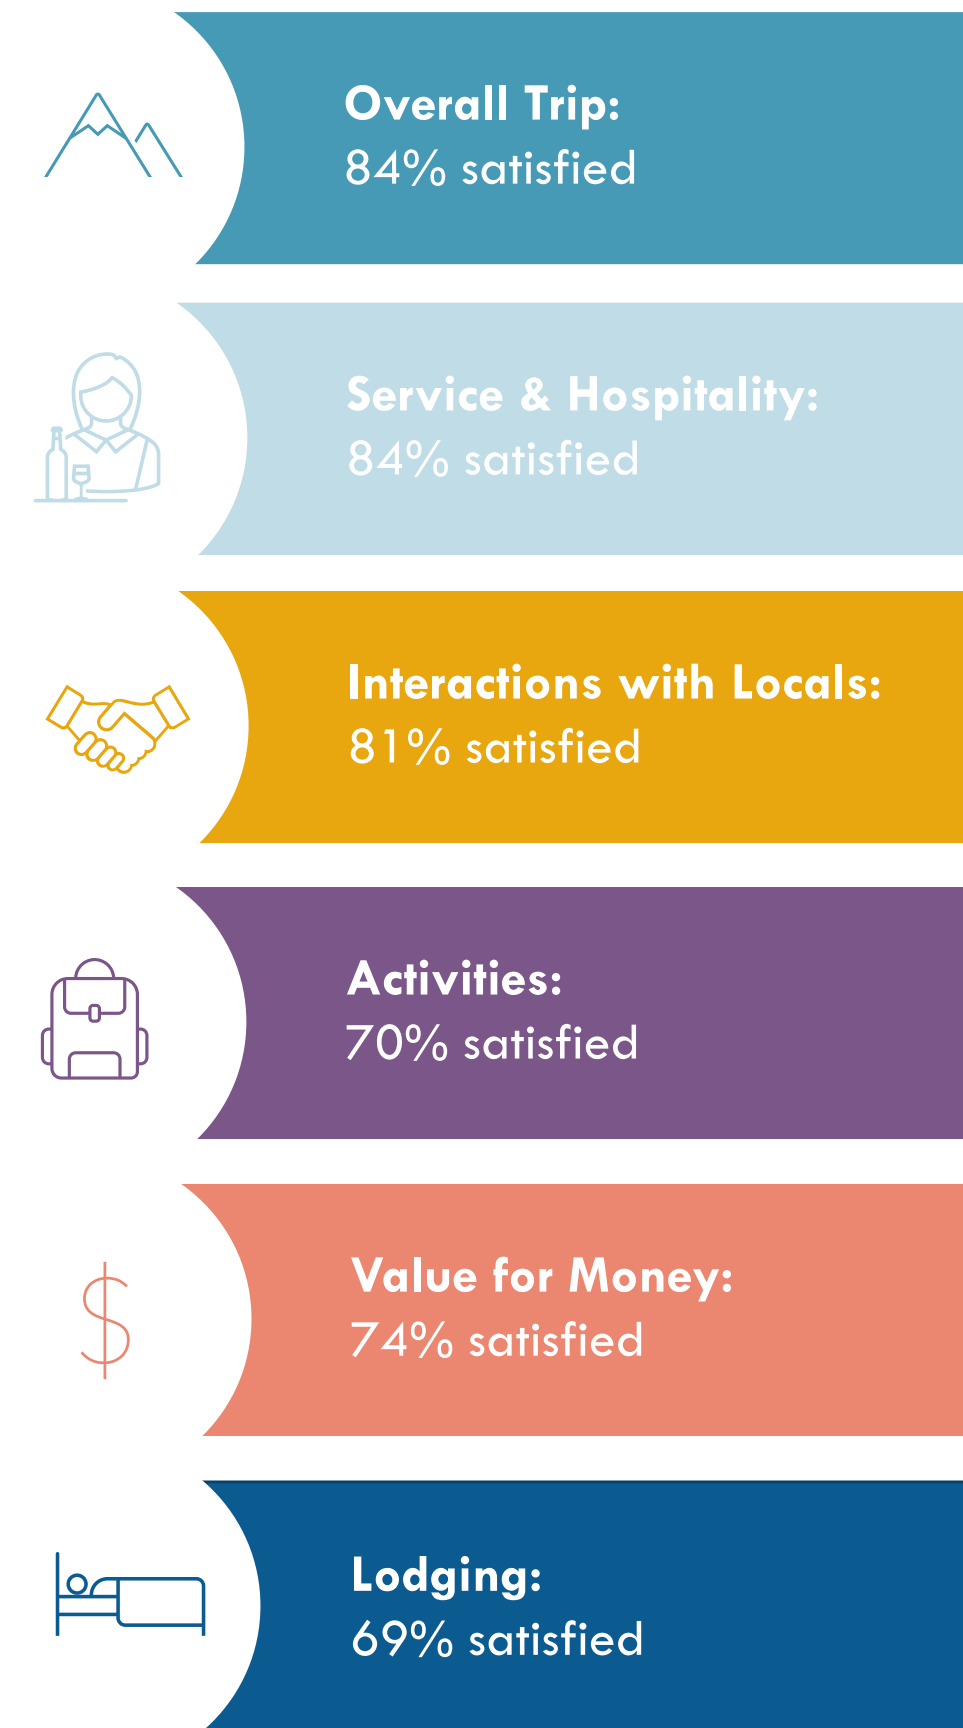 Overall Trip:
84% satisfied
Service & Hospitality:
84% satisfied
Interactions with Locals:
81% satisfied
Activities:
70% satisfied
Value for Money:
74% satisfied
Lodging:
69% satisfied